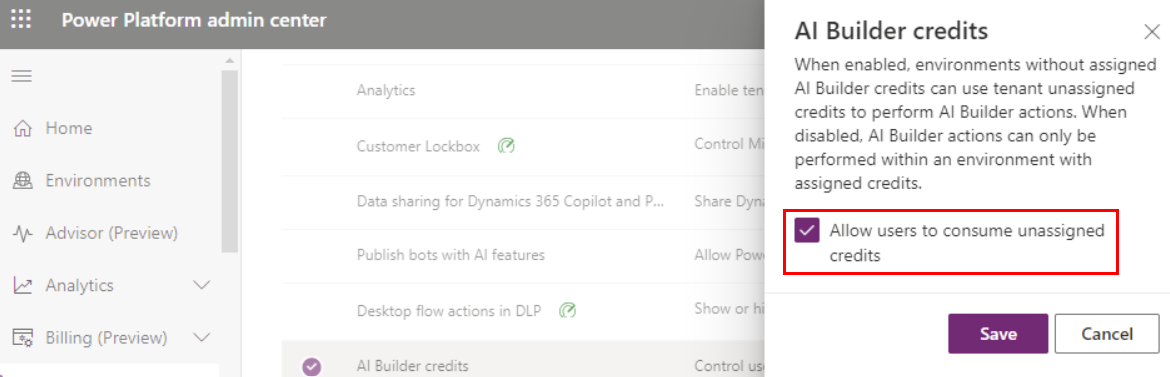 Power Platform admin center
Home
Environments
Advisor (Preview)
Analytics
Billing (Preview)
Analytics Enable ten
Customer Lockbox Control Mi
Data sharing for Dynamics 365 Copilot and P... Share Dyna
Publish bots with AI features Allow Pow
Desktop flow actions in DLP Show or hi
AI Builder credits Control use
AI Builder credits
When enabled, environments without assigned
AI Builder credits can use tenant unassigned
credits to perform AI Builder actions. When
disabled, AI Builder actions can only be
performed within an environment with
assigned credits.
Allow users to consume unassigned
credits
Save Cancel